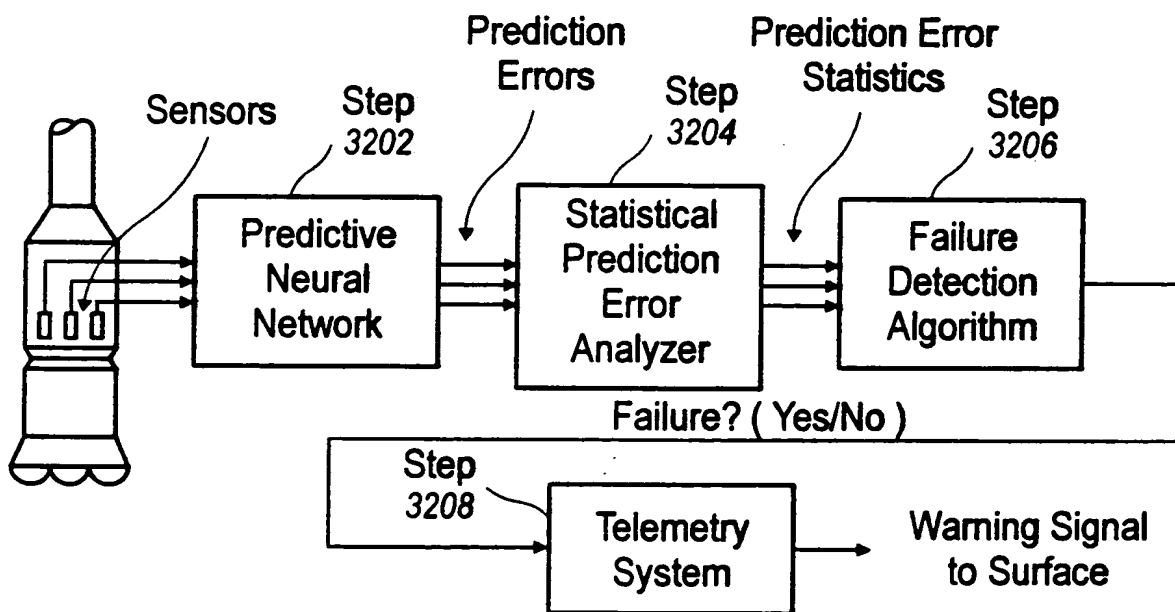 Prediction
Errors
Prediction Error
Statistics
Sensors
Step
3202
Step
3204
Step
3206
Predictive
Neural
Network
Statistical
Prediction
Error
Analyzer
Failure
Detection
Algorithm
Failure? ( Yes/No )
Step
3208
Telemetry
System
Warning Signal
to Surface